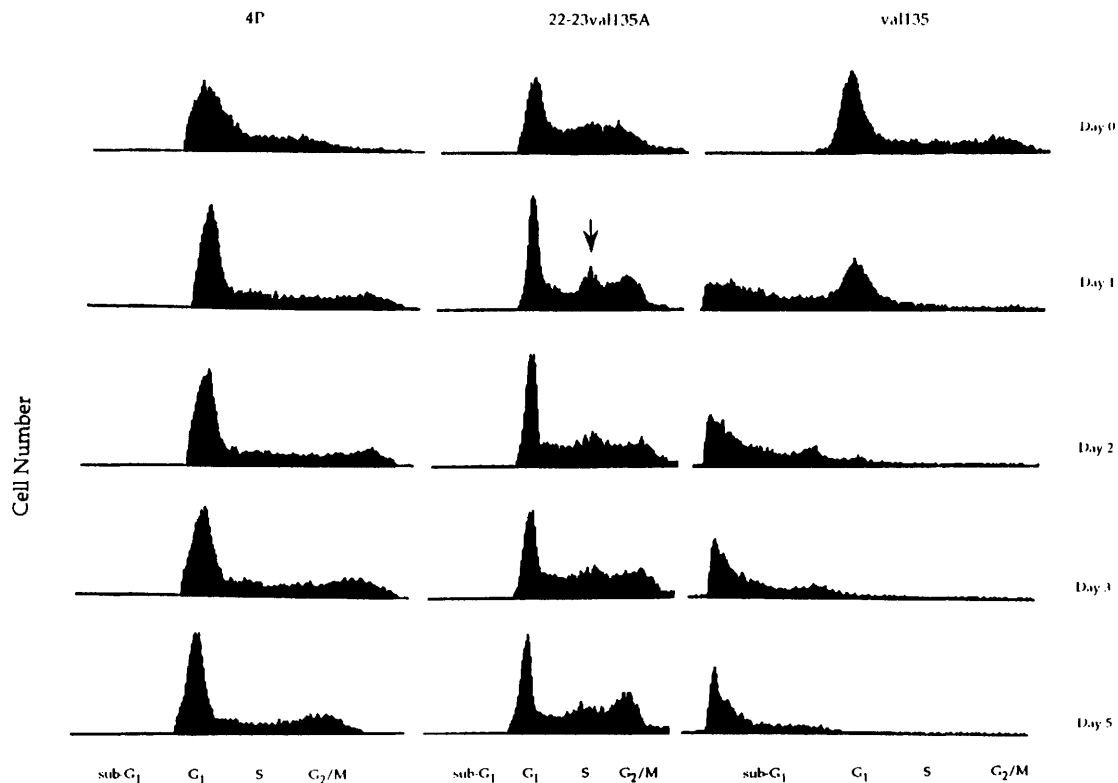 4P 22-23val135A val135
Day 0
Day 1
Day 2
Cell Number
Day 3
Day 5
sub-G1 G1 S G2/M sub-G1 G1 S G2/M sub-G1 G1 S G2/M